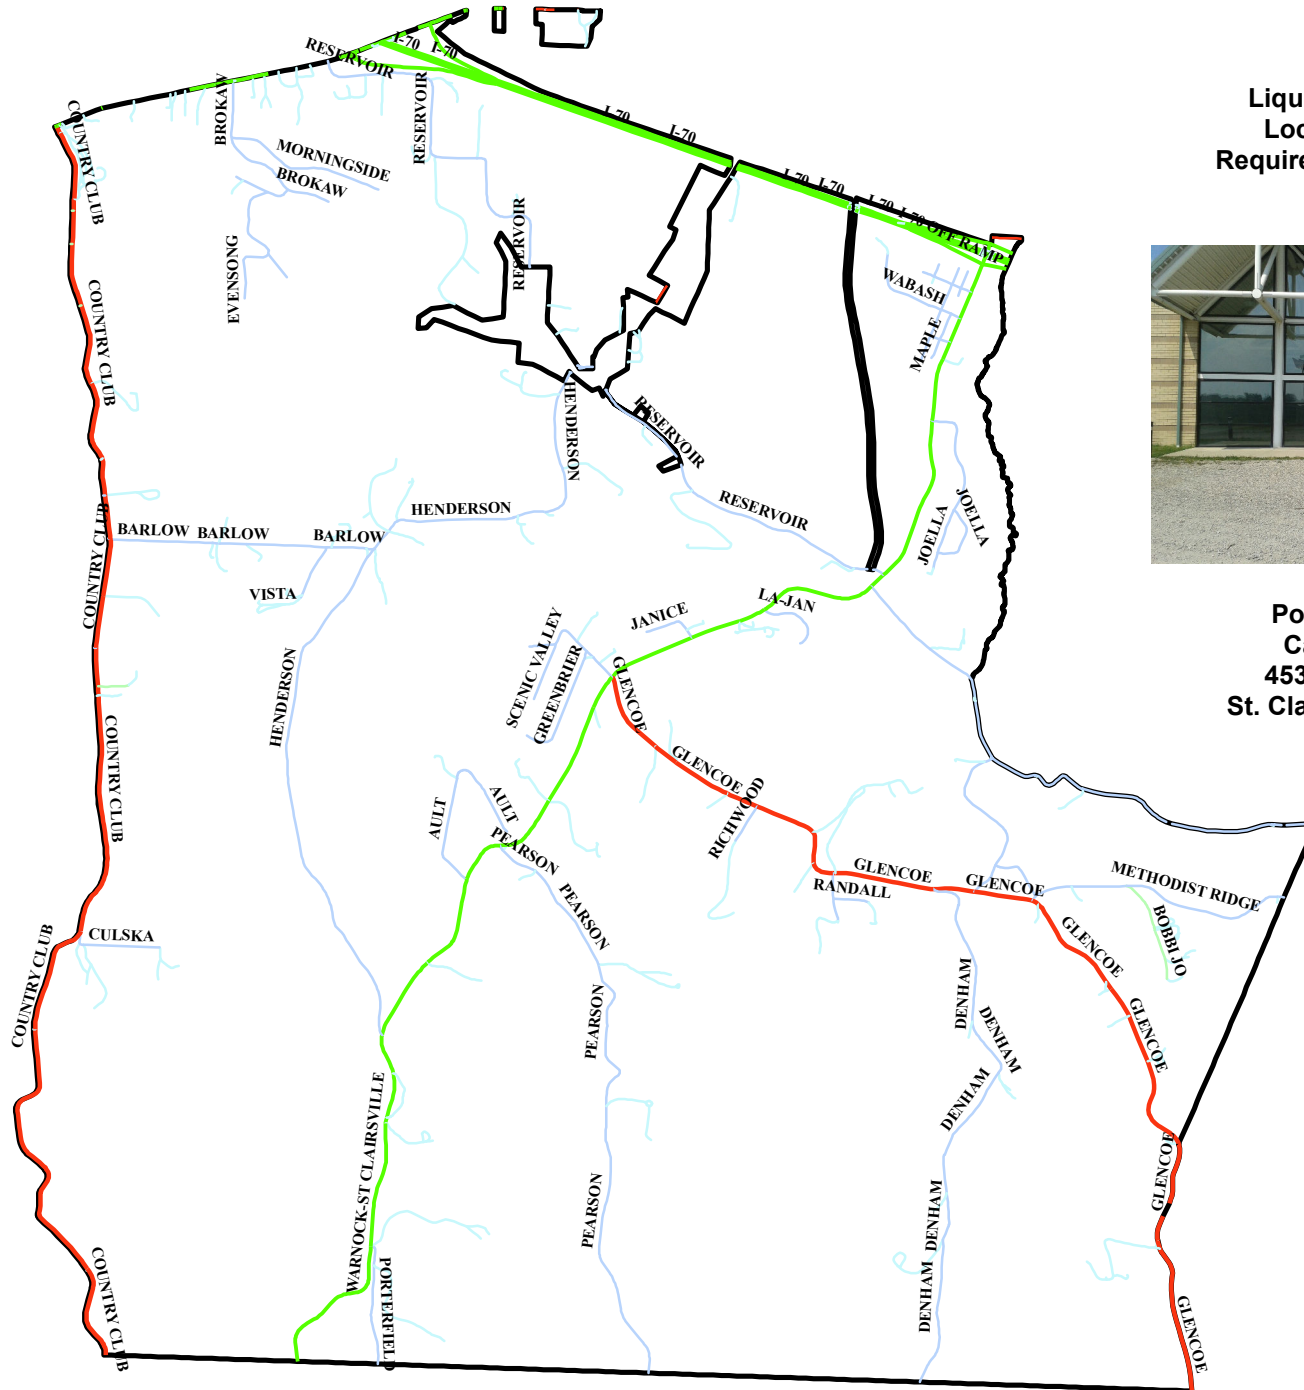 I-70
I-70
RESERVOIR
BROKAW
RESERVOIR
COUNTRY CLUB
MORNINGSIDE
BROKAW
I-70
I-70
I-70
I-70
I-70
I-70 OFF RAMP
RESERVOIR
EVENSONG
WABASH
MAPLE
COUNTRY CLUB
HENDERSON
RESERVOIR
HENDERSON
RESERVOIR
JOELLA
JOELLA
COUNTRY CLUB
BARLOW
BARLOW
BARLOW
VISTA
LA-JAN
JANICE
SCENIC VALLEY
GREENBRIER
GLENCOE
HENDERSON
COUNTRY CLUB
GLENCOE
RICHWOOD
AULT
AULT
PEARSON
PEARSON
GLENCOE
RANDALL
GLENCOE
METHODIST RIDGE
BOBBI JO
GLENCOE
CULSKA
COUNTRY CLUB
DENHAM
DENHAM
DENHAM
PEARSON
GLENCOE
WARNOCK-ST CLAIRSVILLE
PEARSON
GLENCOE
DENHAM
DENHAM
COUNTRY CLUB
PORTERFIELD
GLENCOE
Liqu
Loc
Require
Po
Ca
453
St. Cla